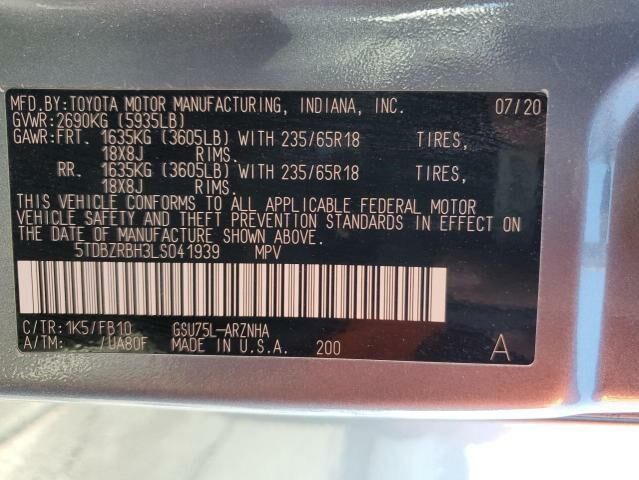 MFD.BY:TOYOTA MOTOR MANUFACTURING, INDIANA, INC. 07/20
GVWR:2690KG (5935LB)
GAWR:FRT. 1635KG (3605LB) WITH 235/65R18 TIRES,
18X8J RIMS.
RR. 1635KG (3605LB) WITH 235/65R18 TIRES,
18X8J RIMS.
THIS VEHICLE CONFORMS TO ALL APPLICABLE FEDERAL MOTOR
VEHICLE SAFETY AND THEFT PREVENTION STANDARDS IN EFFECT ON
THE DATE OF MANUFACTURE SHOWN ABOVE.
5TDBZRBH3LS041939 MPV
C/TR:1K5/FB10 GSU75L-ARZNHA
A/TM: /UA80F MADE IN U.S.A. 200 A